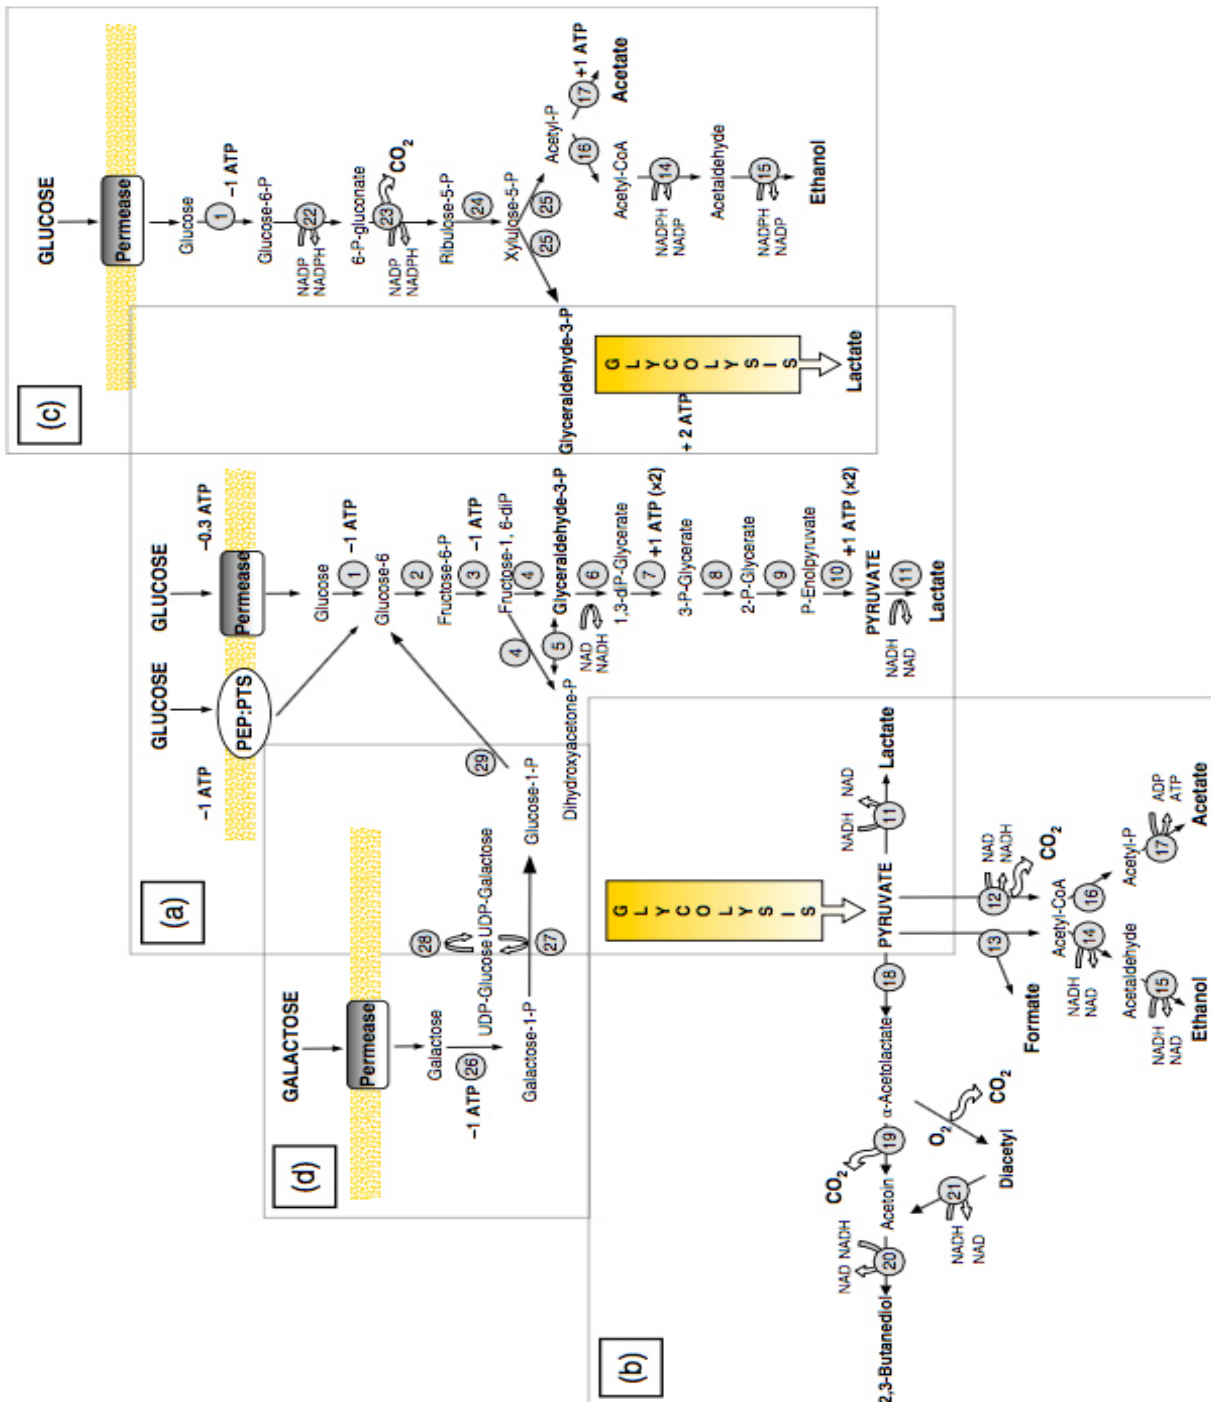 (a)
GLUCOSE
GLUCOSE
–1 ATP
PEP:PTS
Permease
–0.3 ATP
Glucose
1
–1 ATP
Glucose-6
2
Fructose-6-P
3
–1 ATP
Fructose-1, 6-diP
4
4
Dihydroxyacetone-P
5
Glyceraldehyde-3-P
NAD
NADH
6
1,3-diP-Glycerate
7
+1 ATP (×2)
3-P-Glycerate
8
2-P-Glycerate
9
P-Enolpyruvate
10
+1 ATP (×2)
PYRUVATE
NADH
NAD
11
Lactate
(b)
GLYCOLYSIS
PYRUVATE
NADH
NAD
11
Lactate
12
NAD
NADH
CO2
13
Formate
Acetyl-CoA
NADH
NAD
14
Acetaldehyde
NADH
NAD
15
Ethanol
16
Acetyl-P
17
ADP
ATP
Acetate
18
α-Acetolactate
19
CO2
O2
CO2
Diacetyl
21
NADH
NAD
Acetoin
NAD NADH
20
2,3-Butanediol
(c)
GLUCOSE
Permease
Glucose
1
–1 ATP
Glucose-6-P
NADP
NADPH
22
6-P-gluconate
NADP
NADPH
23
CO2
Ribulose-5-P
24
Xylulose-5-P
25
25
Glyceraldehyde-3-P
+ 2 ATP
GLYCOLYSIS
Lactate
Acetyl-P
16
17
+1 ATP
Acetate
Acetyl-CoA
NADPH
NADP
14
Acetaldehyde
NADPH
NADP
15
Ethanol
(d)
GALACTOSE
Permease
Galactose
–1 ATP
26
Galactose-1-P
28
UDP-Glucose UDP-Galactose
27
Glucose-1-P
29